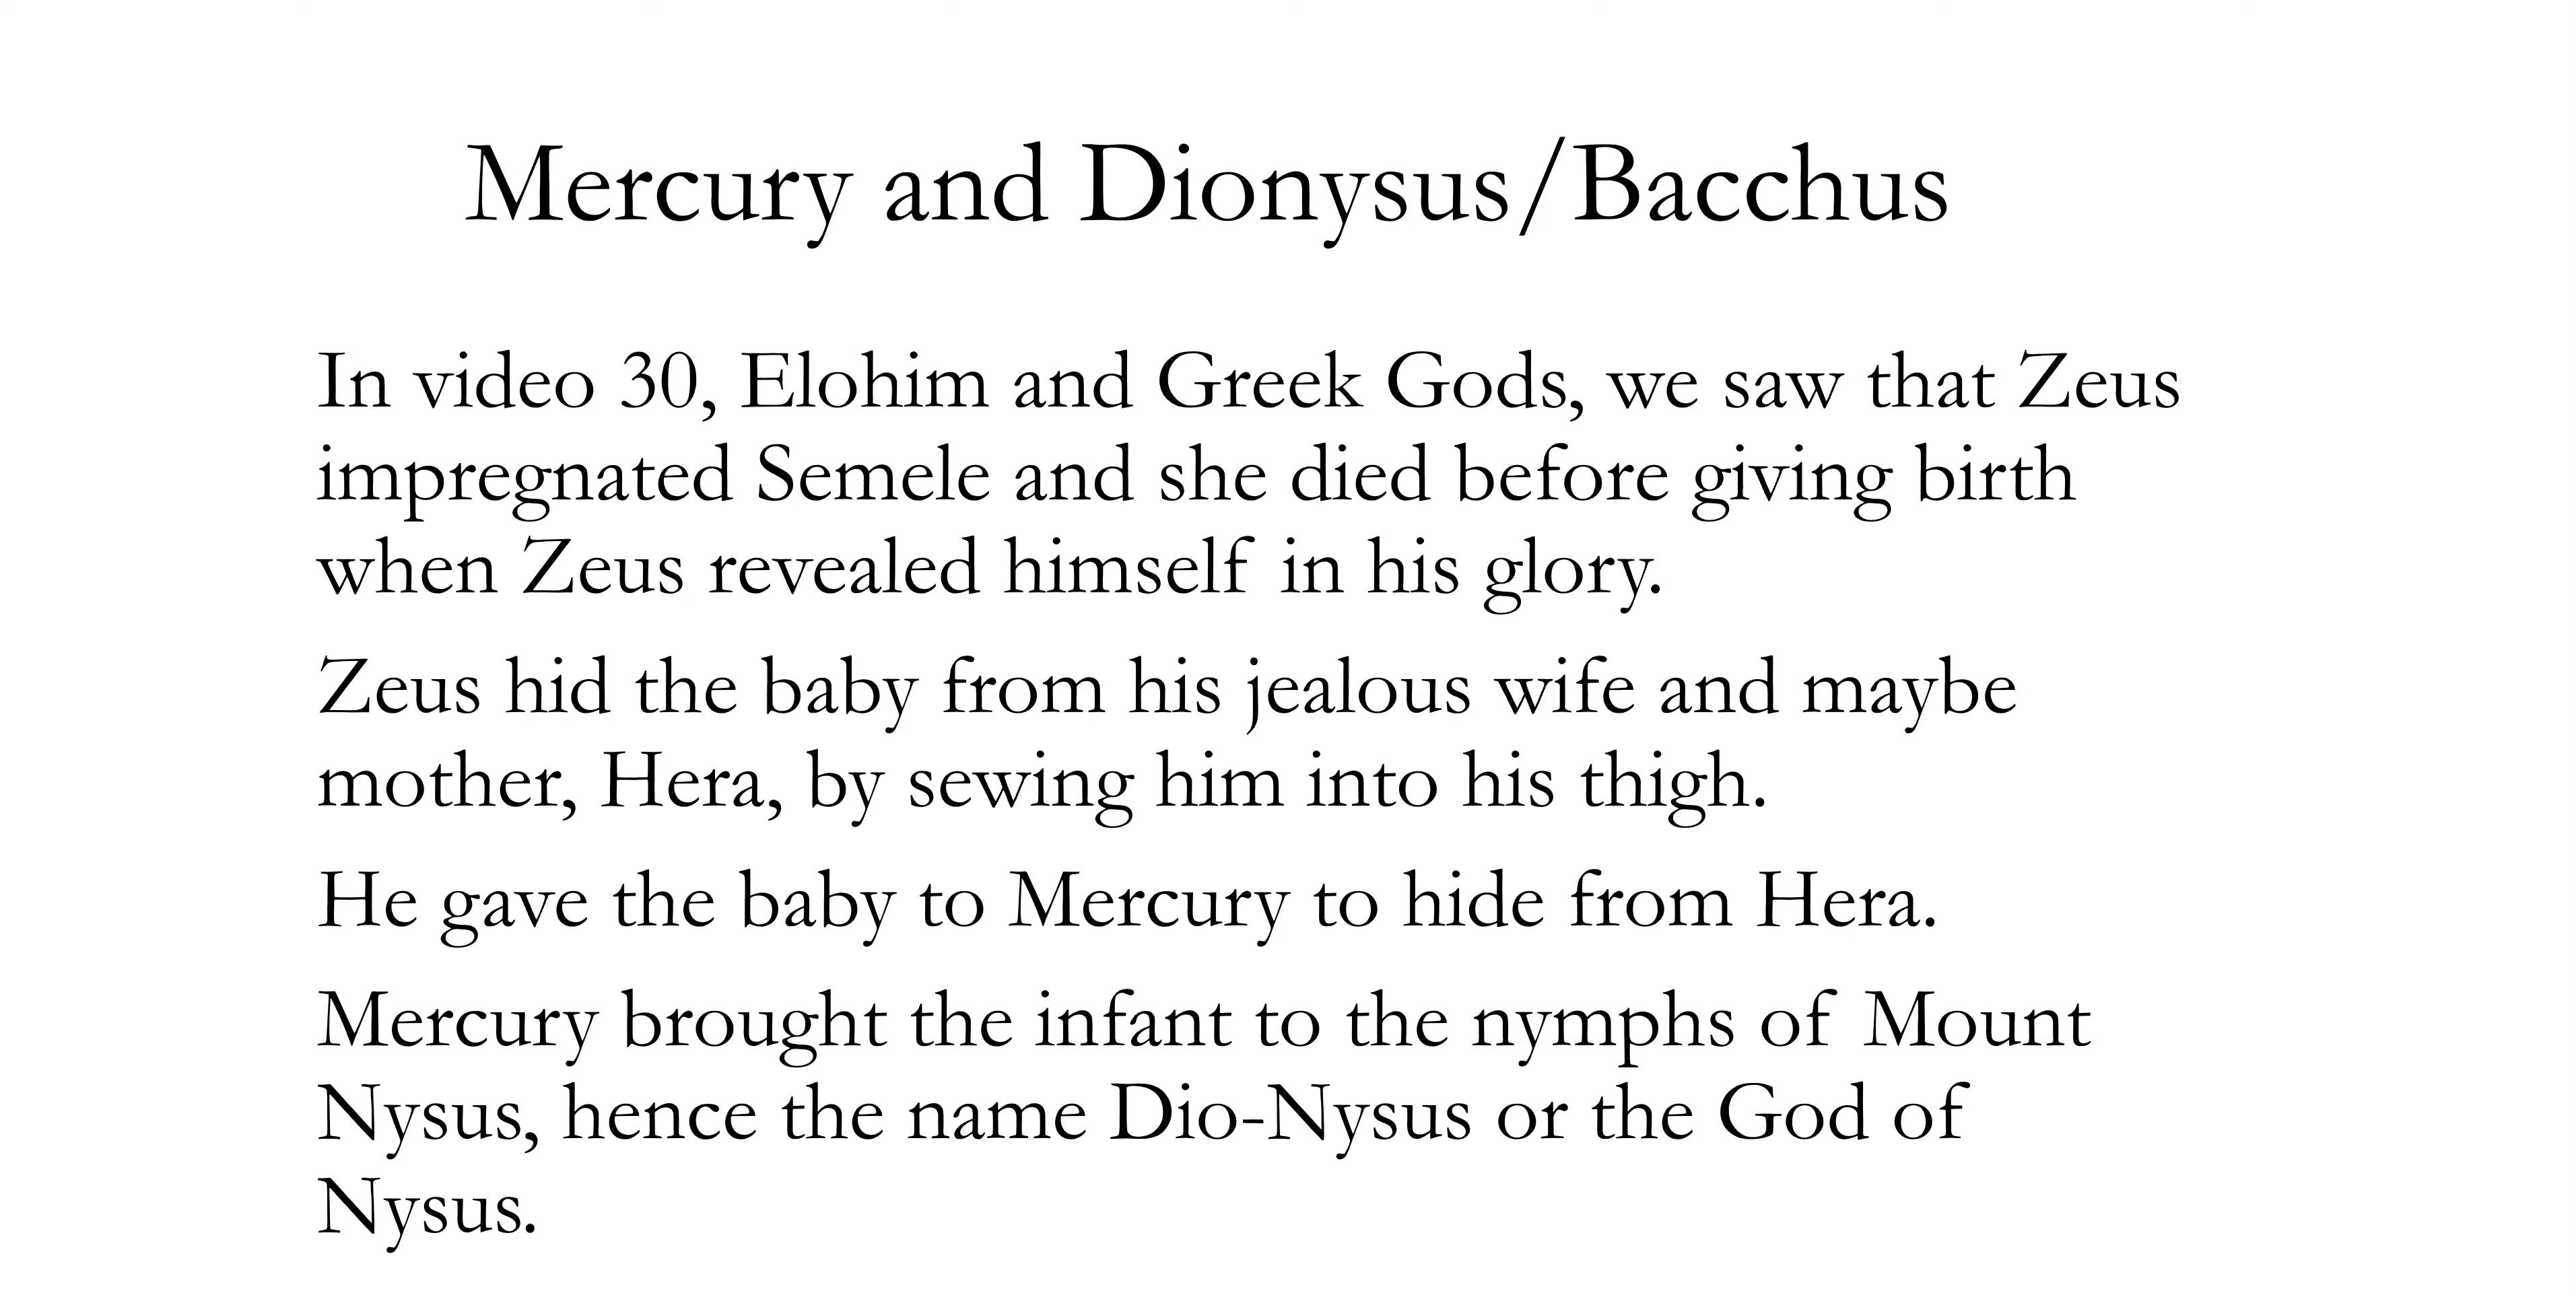 Mercury and Dionysus/Bacchus
In video 30, Elohim and Greek Gods, we saw that Zeus
impregnated Semele and she died before giving birth
when Zeus revealed himself in his glory.
Zeus hid the baby from his jealous wife and maybe
mother, Hera, by sewing him into his thigh.
He gave the baby to Mercury to hide from Hera.
Mercury brought the infant to the nymphs of Mount
Nysus, hence the name Dio-Nysus or the God of
Nysus.